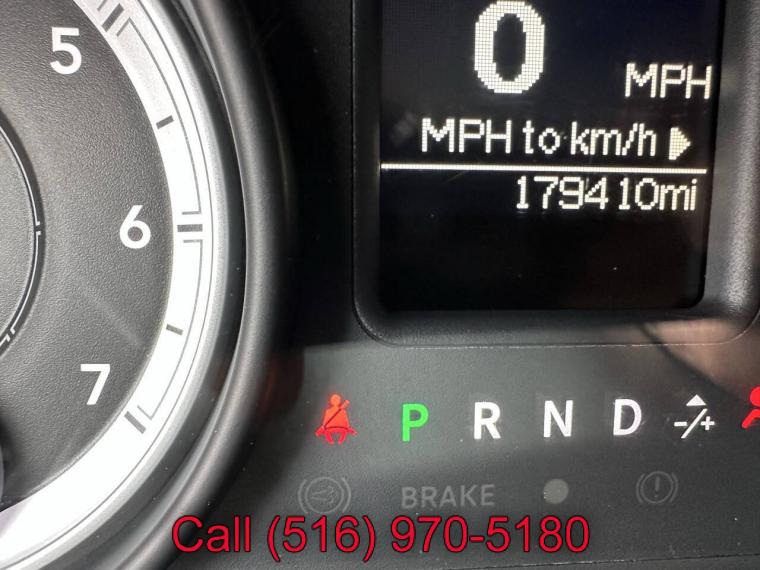 5
0
MPH
MPH to km/h
6
179410mi
7
P R N D -/+
BRAKE
Call (516) 970-5180